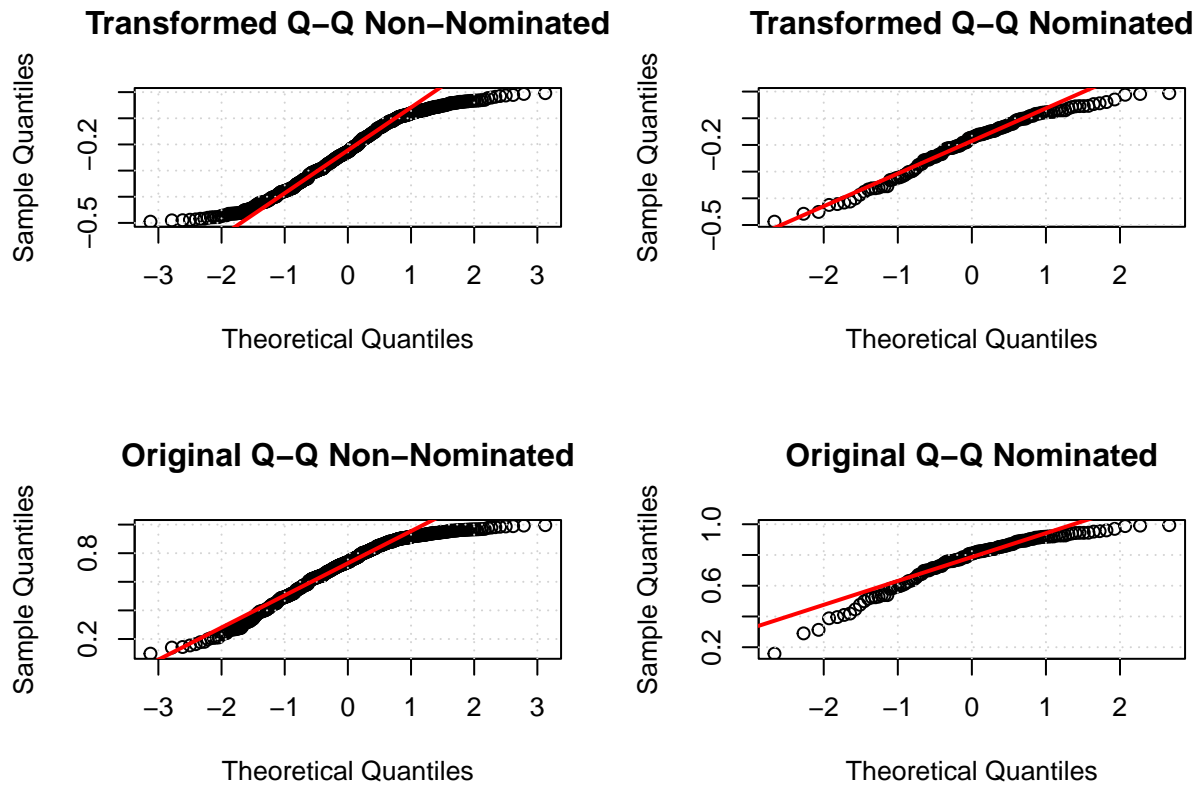 Transformed Q−Q Non−Nominated
Sample Quantiles
−0.2
−0.5
−3 −2 −1 0 1 2 3
Theoretical Quantiles
Transformed Q−Q Nominated
Sample Quantiles
−0.2
−0.5
−2 −1 0 1 2
Theoretical Quantiles
Original Q−Q Non−Nominated
Sample Quantiles
0.8
0.2
−3 −2 −1 0 1 2 3
Theoretical Quantiles
Original Q−Q Nominated
Sample Quantiles
1.0
0.6
0.2
−2 −1 0 1 2
Theoretical Quantiles